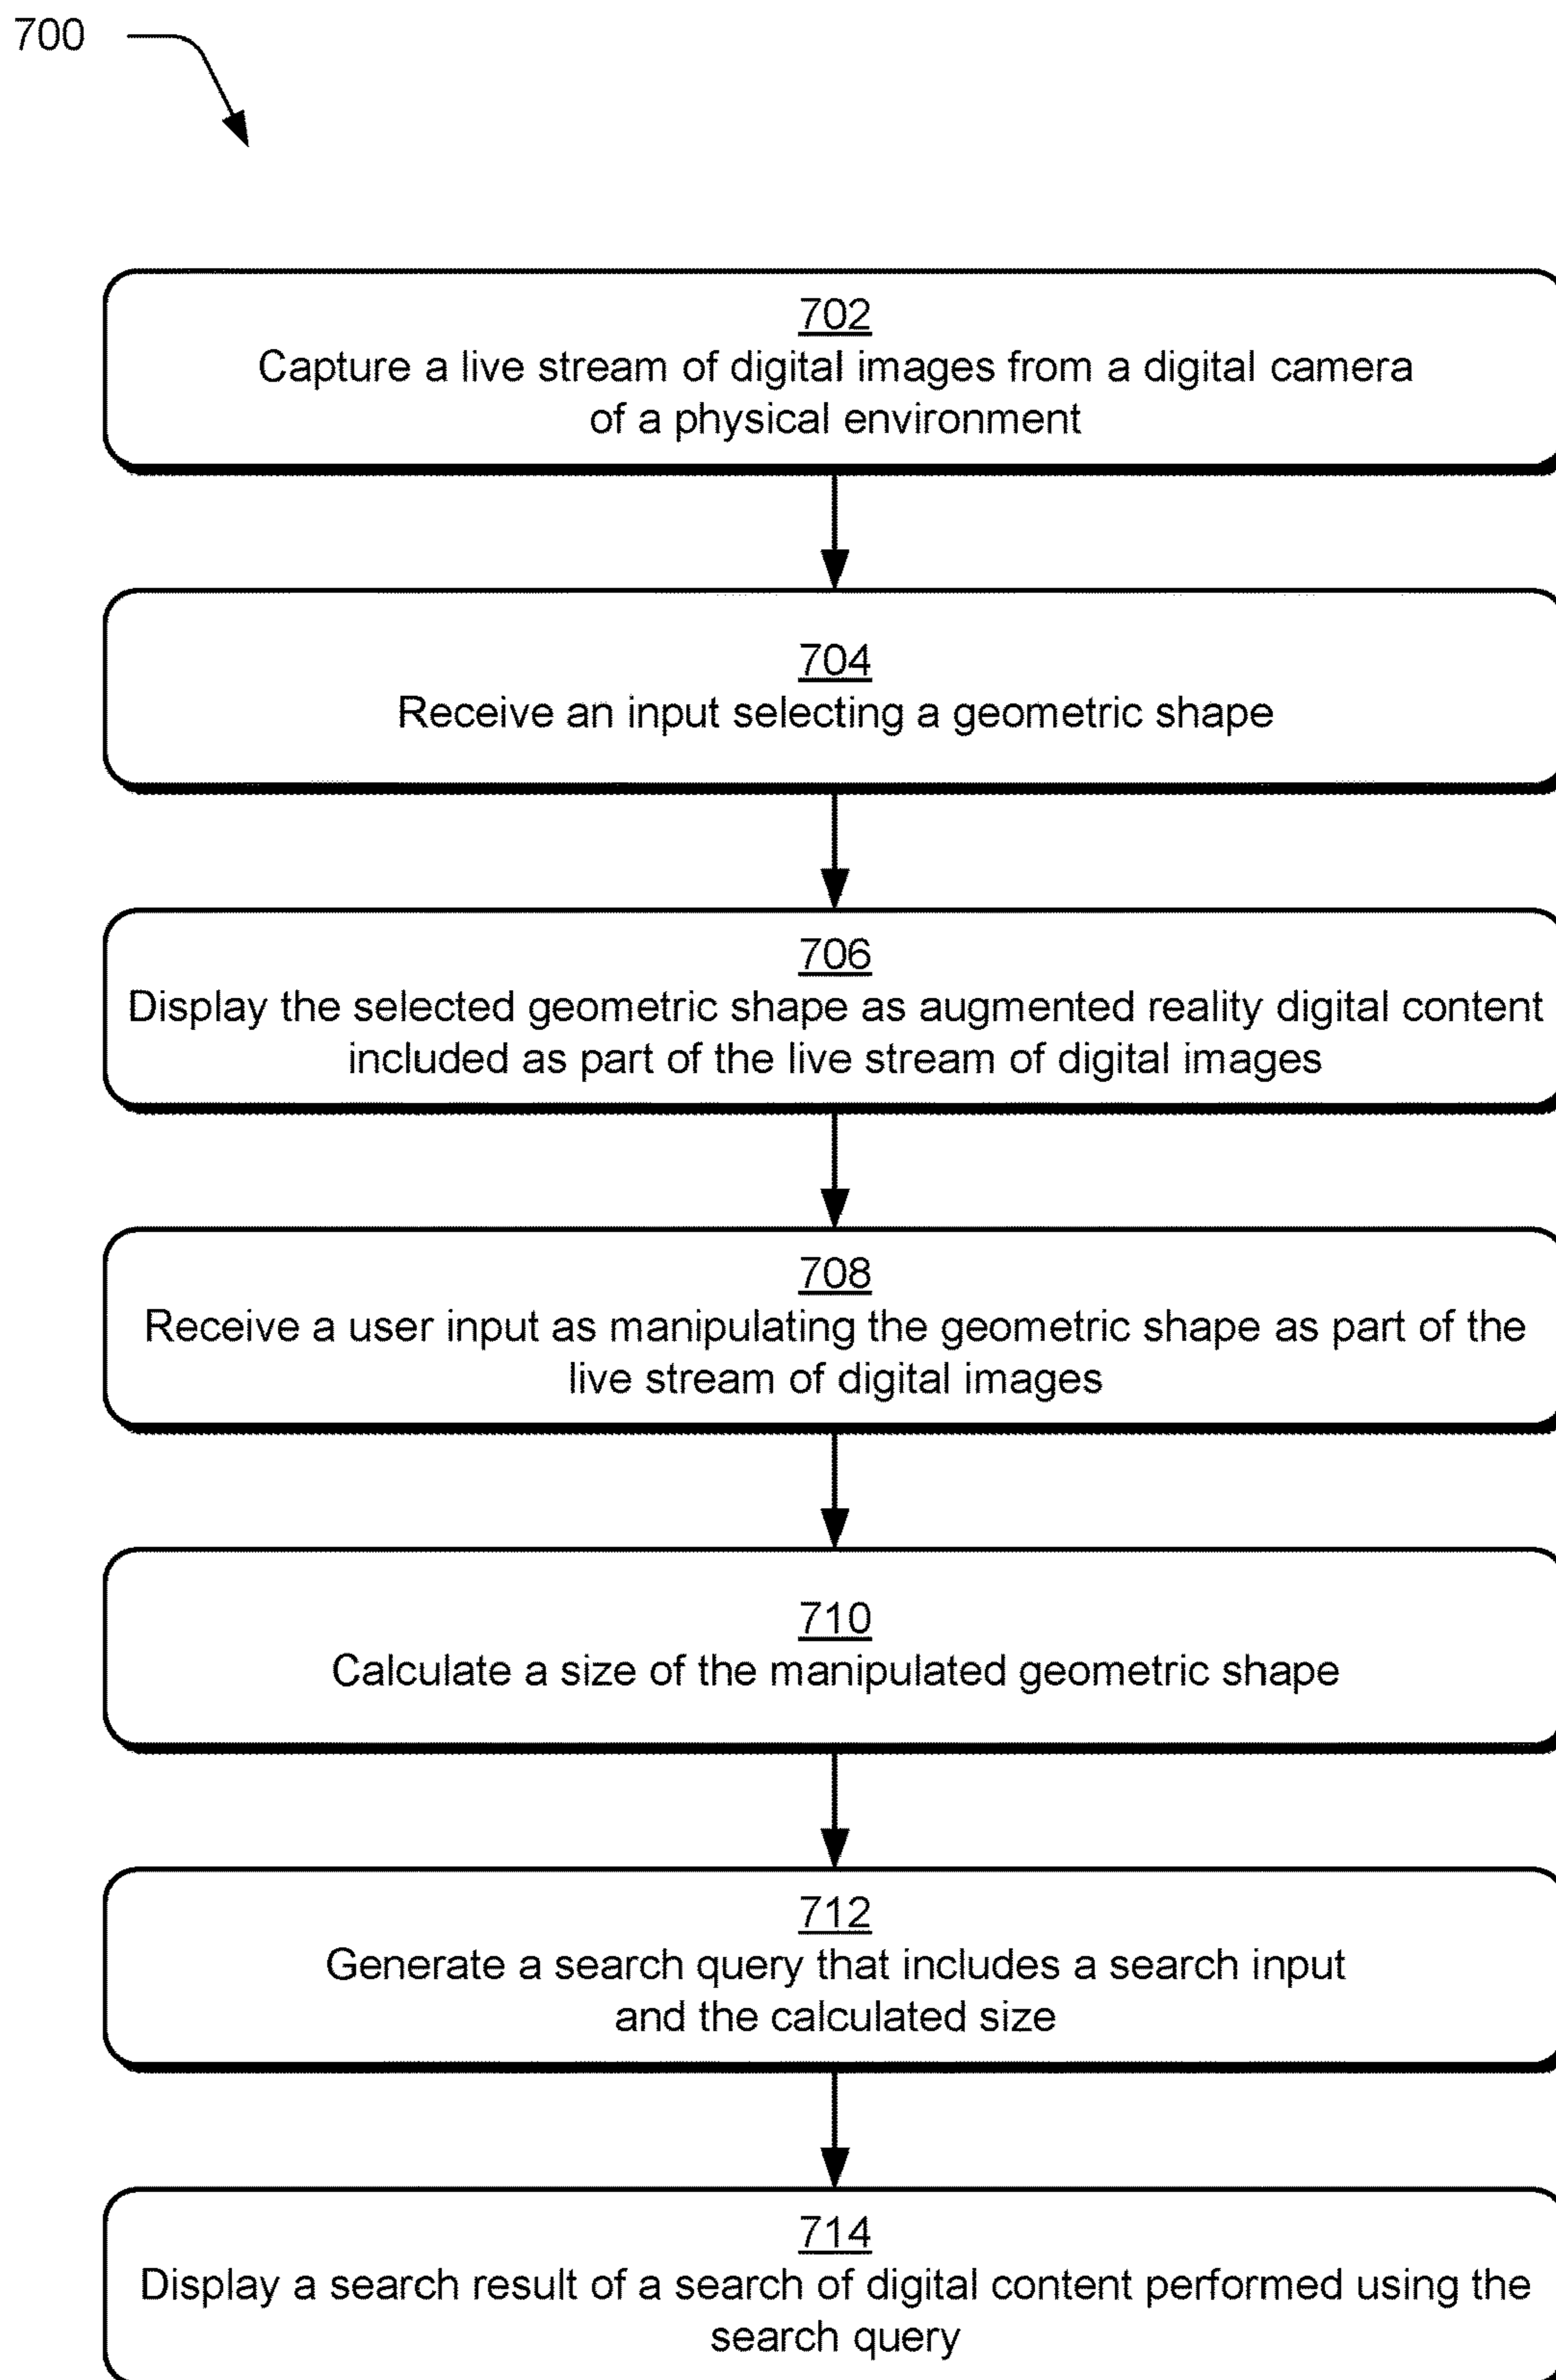 700
702
Capture a live stream of digital images from a digital camera
of a physical environment
704
Receive an input selecting a geometric shape
706
Display the selected geometric shape as augmented reality digital content
included as part of the live stream of digital images
708
Receive a user input as manipulating the geometric shape as part of the
live stream of digital images
710
Calculate a size of the manipulated geometric shape
712
Generate a search query that includes a search input
and the calculated size
714
Display a search result of a search of digital content performed using the
search query